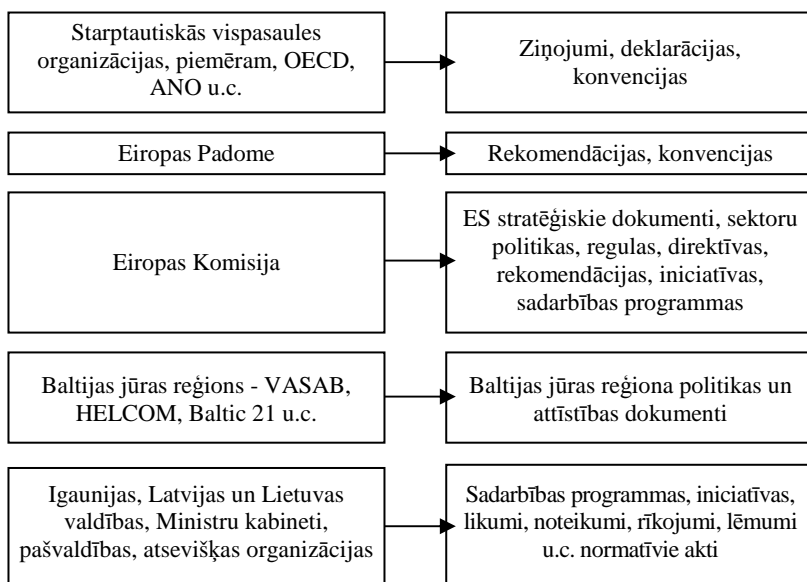 Starptautiskās vispasaules
organizācijas, piemēram, OECD,
ANO u.c.
Ziņojumi, deklarācijas,
konvencijas
Eiropas Padome
Rekomendācijas, konvencijas
Eiropas Komisija
ES stratēģiskie dokumenti, sektoru
politikas, regulas, direktīvas,
rekomendācijas, iniciatīvas,
sadarbības programmas
Baltijas jūras reģions - VASAB,
HELCOM, Baltic 21 u.c.
Baltijas jūras reģiona politikas un
attīstības dokumenti
Igaunijas, Latvijas un Lietuvas
valdības, Ministru kabineti,
pašvaldības, atsevišķas organizācijas
Sadarbības programmas, iniciatīvas,
likumi, noteikumi, rīkojumi, lēmumi
u.c. normatīvie akti